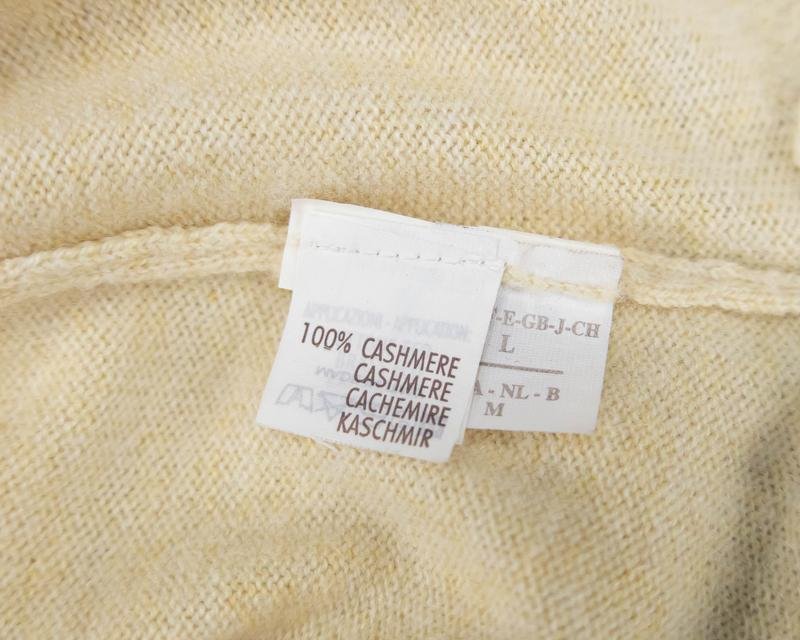 100% CASHMERE
CASHMERE
CACHEMIRE
KASCHMIR
-E-GB-J-CH
L
A - NL - B
M